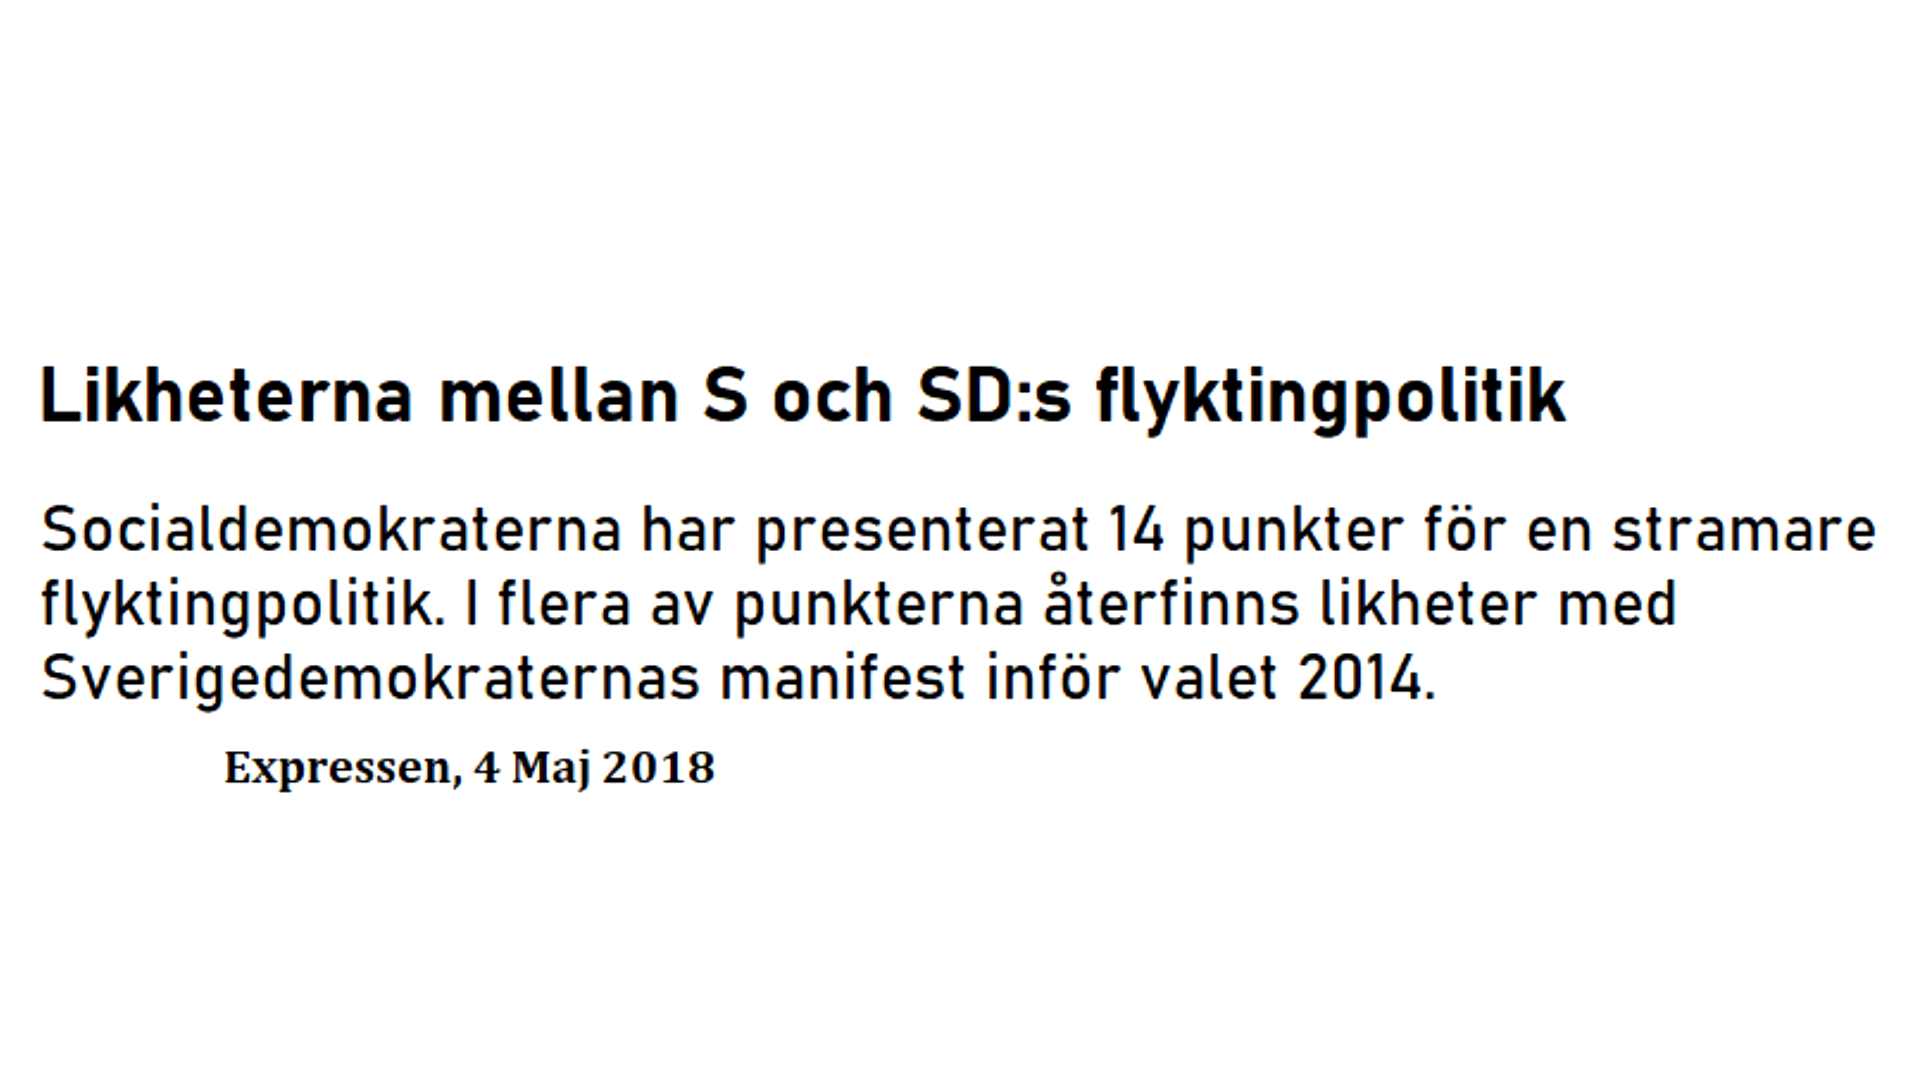 Likheterna mellan S och SD:s flyktingpolitik
Socialdemokraterna har presenterat 14 punkter för en stramare
flyktingpolitik. I flera av punkterna återfinns likheter med
Sverigedemokraternas manifest inför valet 2014.
Expressen, 4 Maj 2018